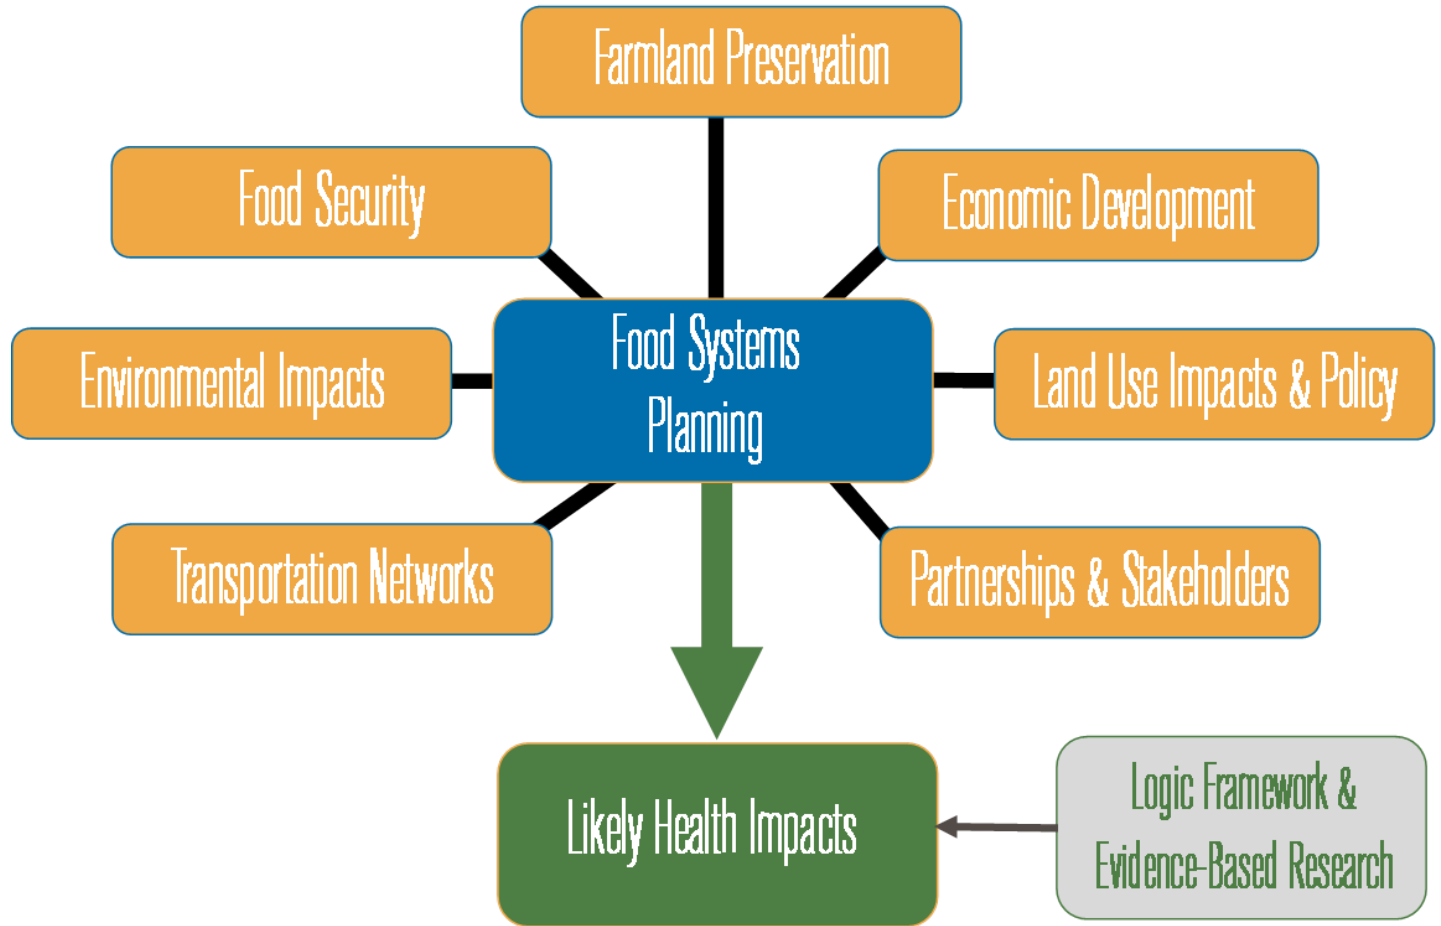 Farmland Preservation
Food Security
Economic Development
Food Systems
Planning
Environmental Impacts
Land Use Impacts & Policy
Transportation Networks
Partnerships & Stakeholders
Likely Health Impacts
Logic Framework &
Evidence-Based Research